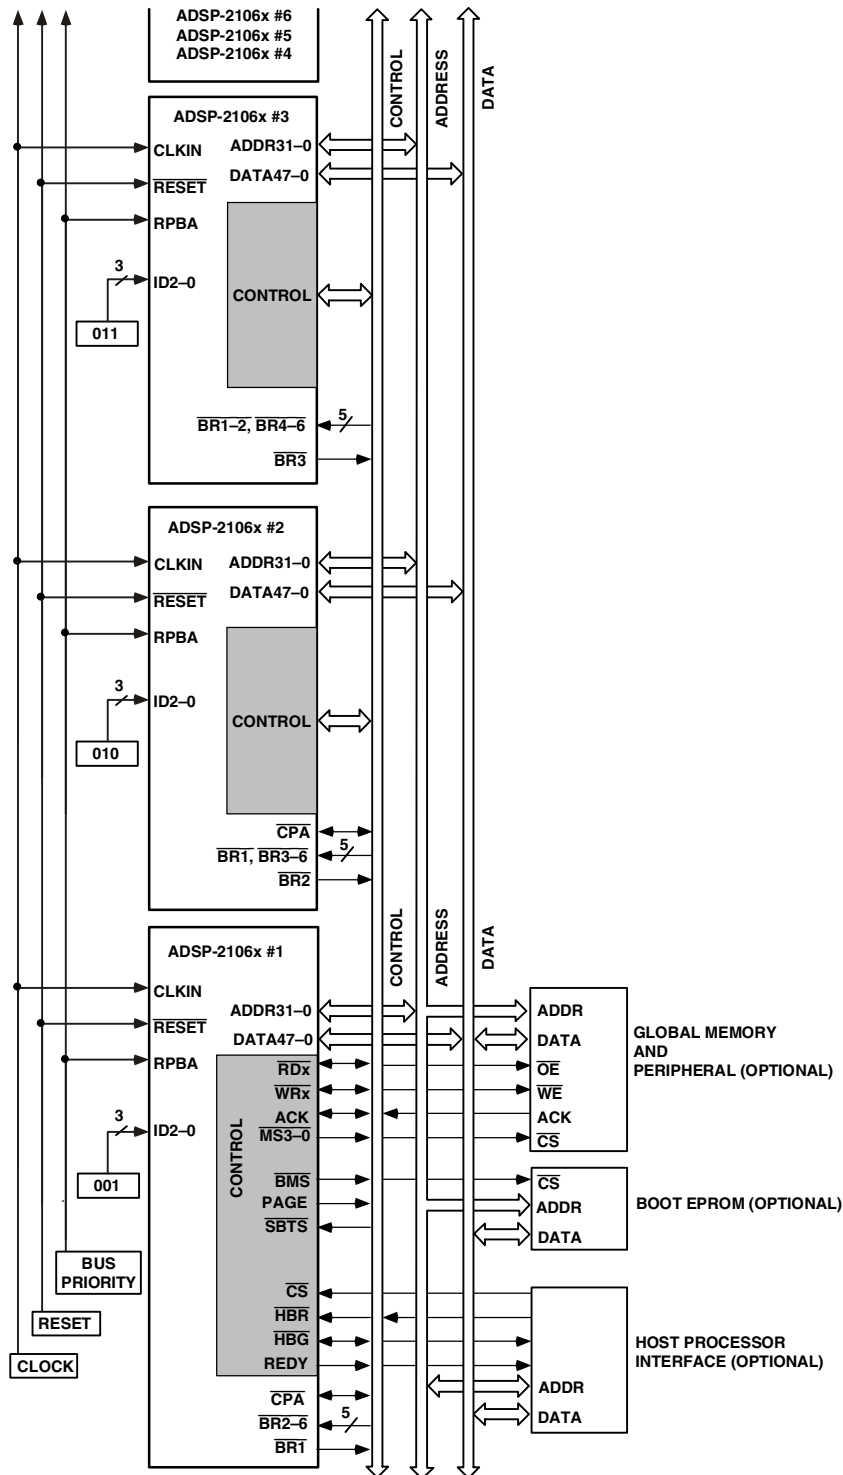 ADSP-2106x #6
ADSP-2106x #5
ADSP-2106x #4
CONTROL
ADDRESS
DATA
ADSP-2106x #3
CLKIN
ADDR31–0
RESET
DATA47–0
RPBA
3
ID2–0
CONTROL
011
BR1–2, BR4–6
5
BR3
ADSP-2106x #2
CLKIN
ADDR31–0
RESET
DATA47–0
RPBA
3
ID2–0
CONTROL
010
CPA
BR1, BR3–6
5
BR2
CONTROL
ADDRESS
DATA
ADSP-2106x #1
CLKIN
ADDR31–0
RESET
DATA47–0
RPBA
3
ID2–0
001
CONTROL
RDx
WRx
ACK
MS3–0
BMS
PAGE
SBTS
CS
HBR
HBG
REDY
CPA
BR2–6
5
BR1
BUS
PRIORITY
RESET
CLOCK
ADDR
DATA
OE
WE
ACK
CS
GLOBAL MEMORY
AND
PERIPHERAL (OPTIONAL)
CS
ADDR
DATA
BOOT EPROM (OPTIONAL)
HOST PROCESSOR
INTERFACE (OPTIONAL)
ADDR
DATA